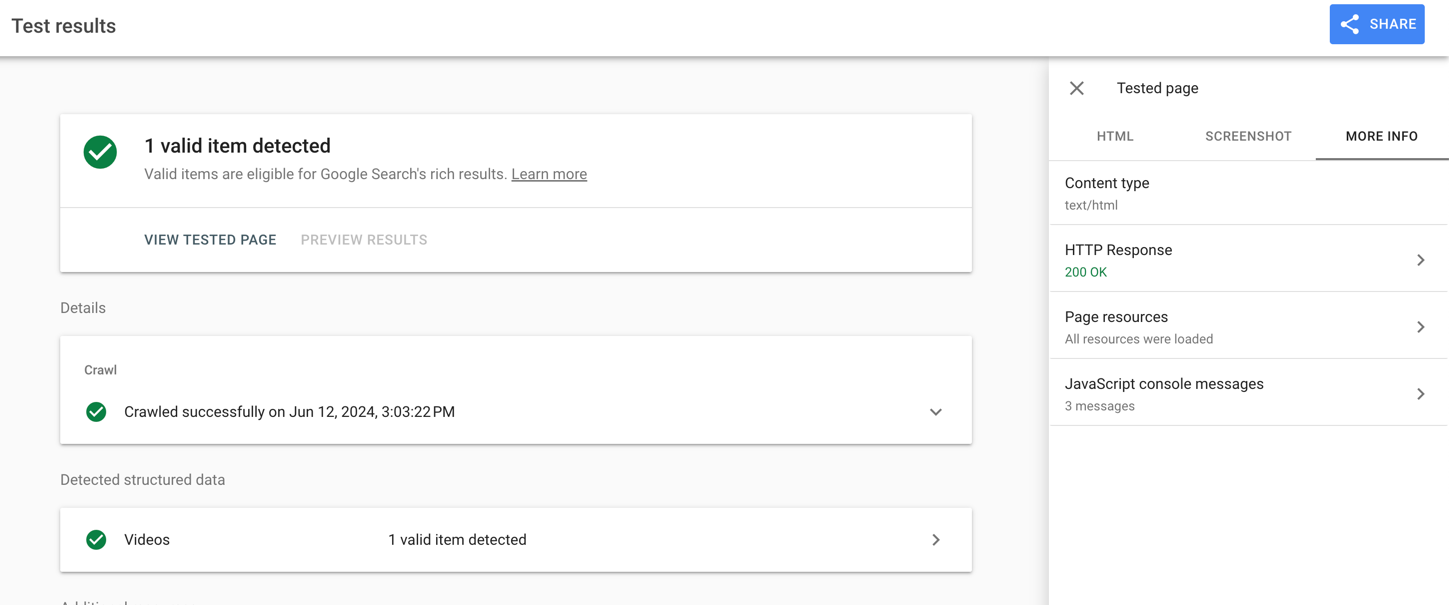 Test results
SHARE
1 valid item detected
Valid items are eligible for Google Search's rich results. Learn more
VIEW TESTED PAGE PREVIEW RESULTS
Details
Crawl
Crawled successfully on Jun 12, 2024, 3:03:22 PM
Detected structured data
Videos 1 valid item detected
Tested page
HTML SCREENSHOT MORE INFO
Content type
text/html
HTTP Response
200 OK
Page resources
All resources were loaded
JavaScript console messages
3 messages